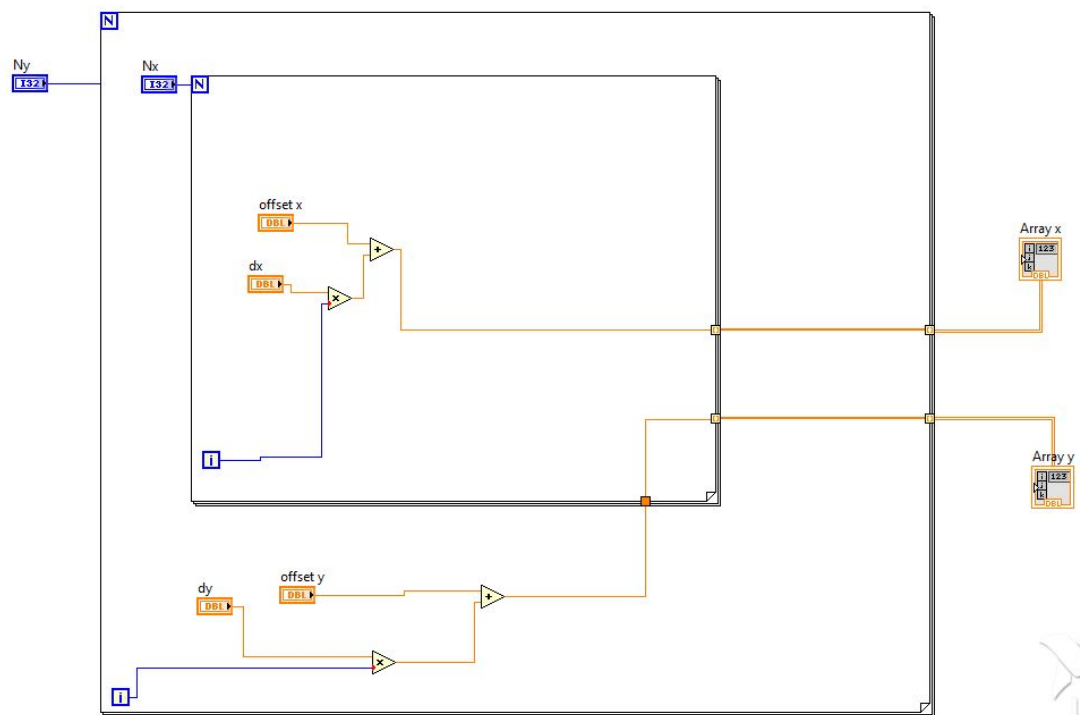 N
Ny
I32
Nx
I32
N
offset x
DBL
+
dx
DBL
×
Array x
i
123
j
k
DBL
i
Array y
i
123
j
k
DBL
dy
DBL
offset y
DBL
+
×
i